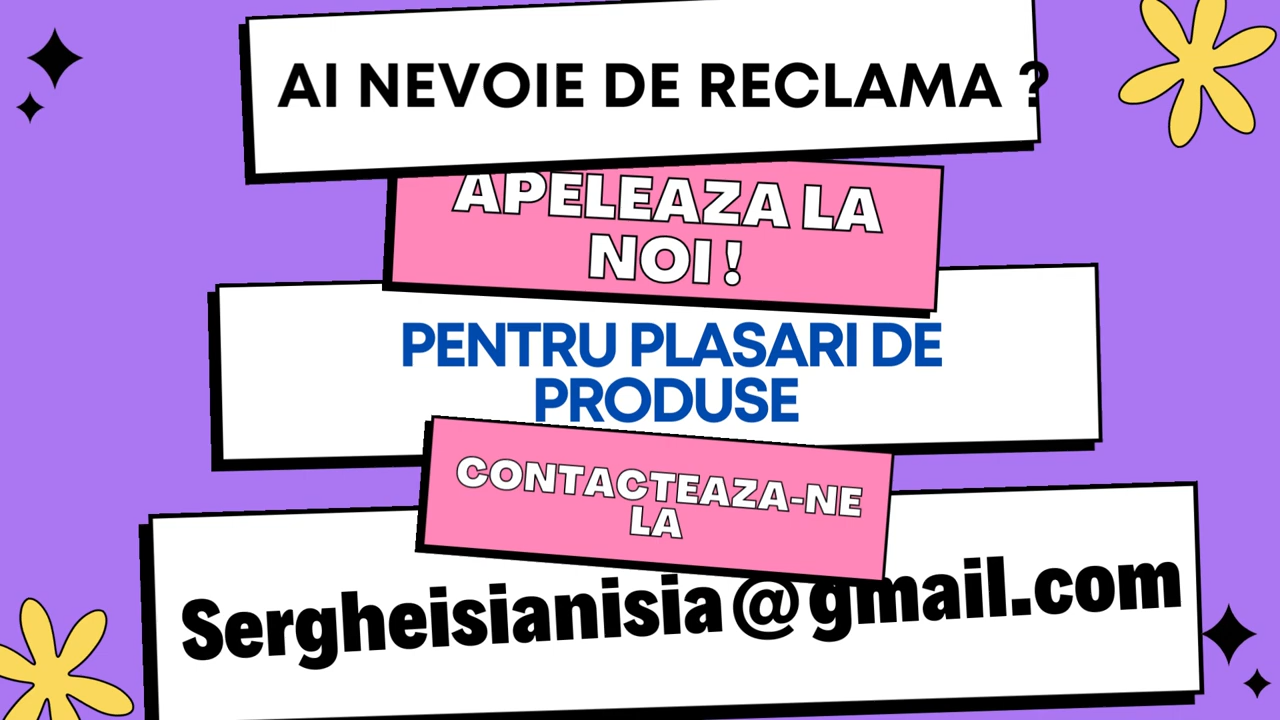 AI NEVOIE DE RECLAMA ?
APELEAZA LA
NOI !
PENTRU PLASARI DE
PRODUSE
CONTACTEAZA-NE
LA
Sergheisianisia@gmail.com